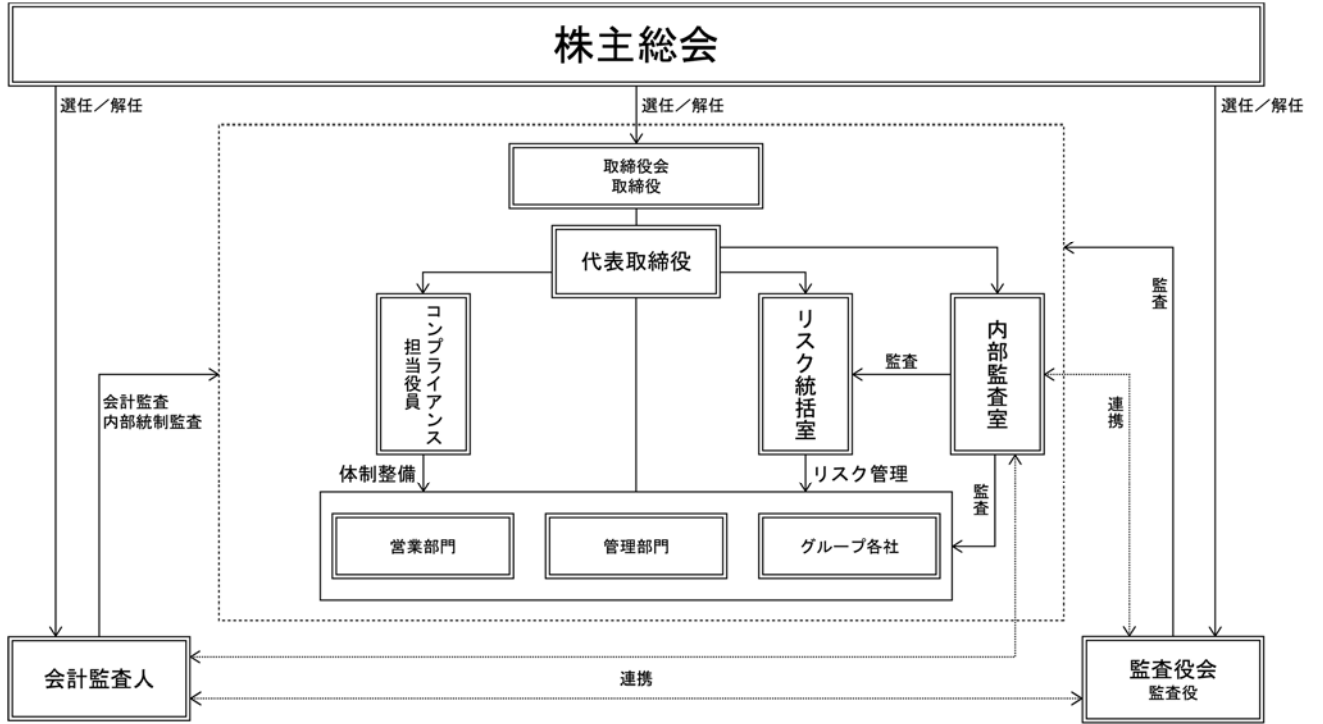 株主総会
選任／解任
選任／解任
選任／解任
取締役会
取締役
代表取締役
コンプライアンス
担当役員
リスク統括室
内部監査室
監査
監査
会計監査
内部統制監査
連携
体制整備
リスク管理
監査
営業部門
管理部門
グループ各社
会計監査人
連携
監査役会
監査役